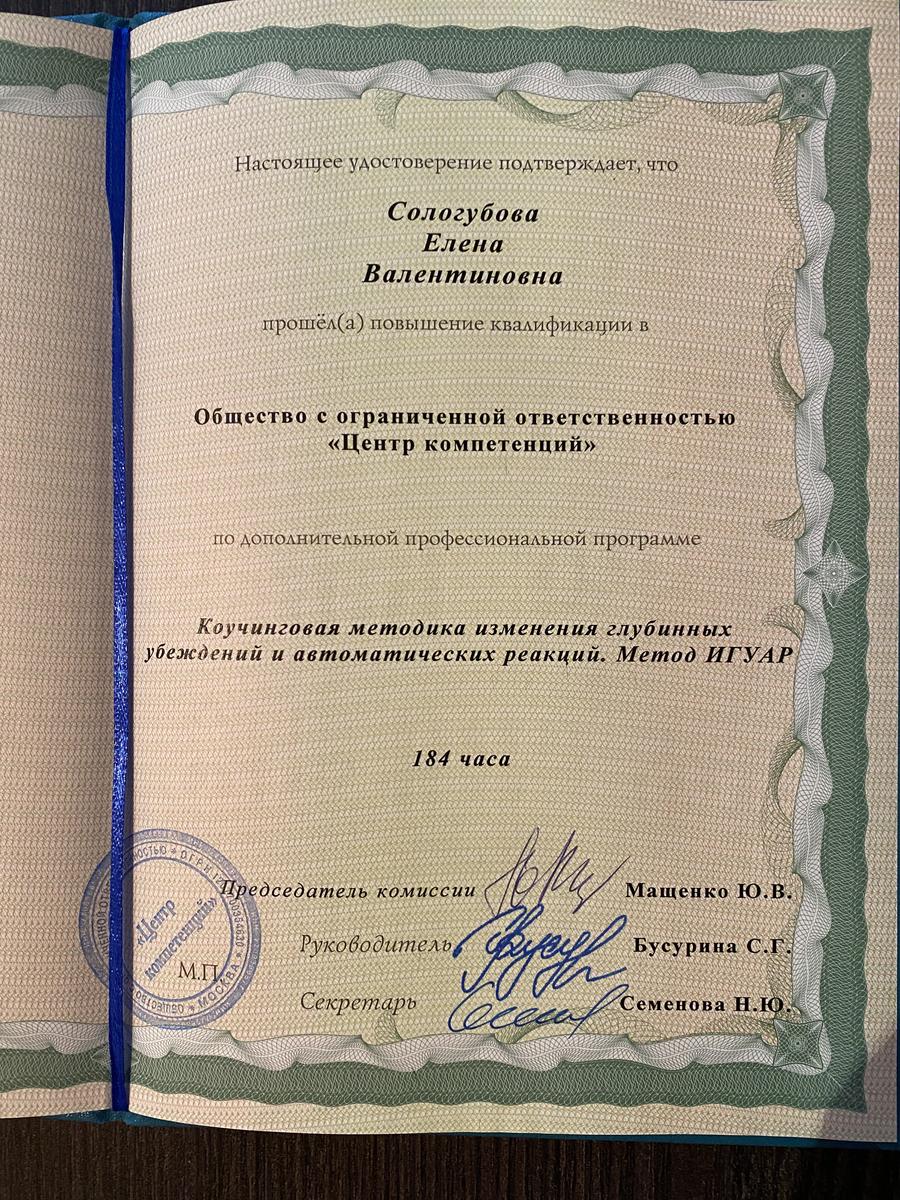 Настоящее удостоверение подтверждает, что
Сологубова
Елена
Валентиновна
прошёл(а) повышение квалификации в
Общество с ограниченной ответственностью
«Центр компетенций»
по дополнительной профессиональной программе
Коучинговая методика изменения глубинных
убеждений и автоматических реакций. Метод ИГУАР
184 часа
Председатель комиссии Мащенко Ю.В.
Руководитель Бусурина С.Г.
Секретарь Семенова Н.Ю.
М.П.
«Центр
компетенций»
МОСКВА